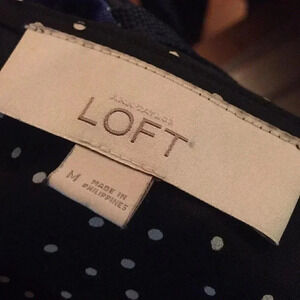 ANN TAYLOR
LOFT
M
MADE IN
PHILIPPINES